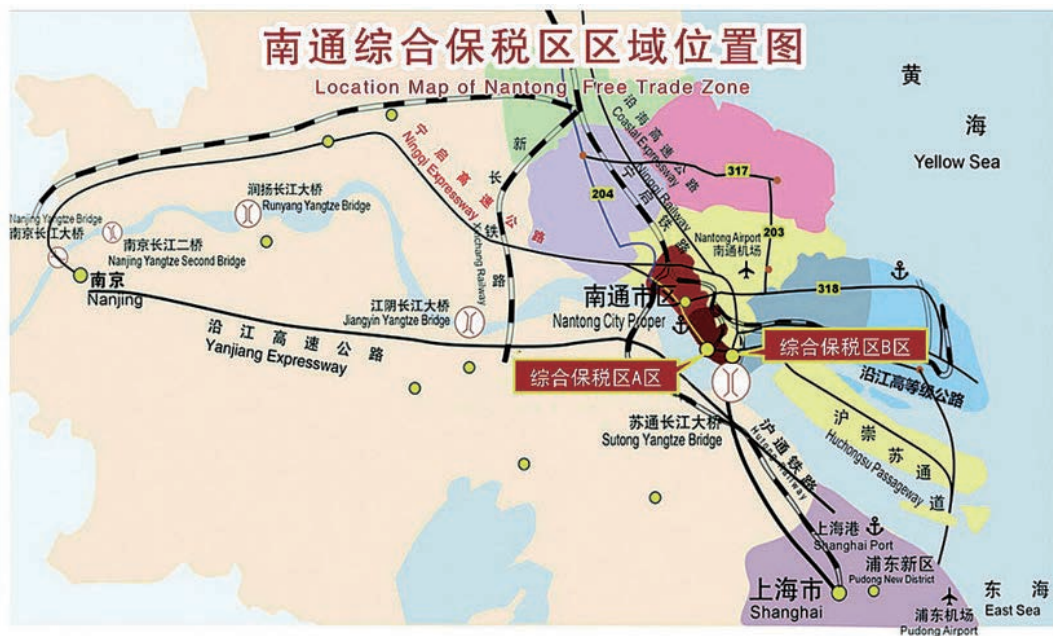 南通综合保税区区域位置图
Location Map of Nantong Free Trade Zone
黄
海
Yellow Sea
沿海高速公路
Coastal Expressway
新长铁路
Xinchang Railway
宁启高速公路
Ningqi Expressway
宁启铁路
Ningqi Railway
204
317
203
318
润扬长江大桥
Runyang Yangtze Bridge
Nanjing Yangtze Bridge
南京长江大桥
南京长江二桥
Nanjing Yangtze Second Bridge
南京
Nanjing
Nantong Airport
南通机场
江阴长江大桥
Jiangyin Yangtze Bridge
南通市区
Nantong City Proper
沿江高速公路
Yanjiang Expressway
综合保税区A区
综合保税区B区
沿江高等级公路
苏通长江大桥
Sutong Yangtze Bridge
沪通铁路
Hutong Railway
沪崇苏通道
Huchongsu Passageway
上海港
Shanghai Port
浦东新区
Pudong New District
上海市
Shanghai
浦东机场
Pudong Airport
东 海
East Sea